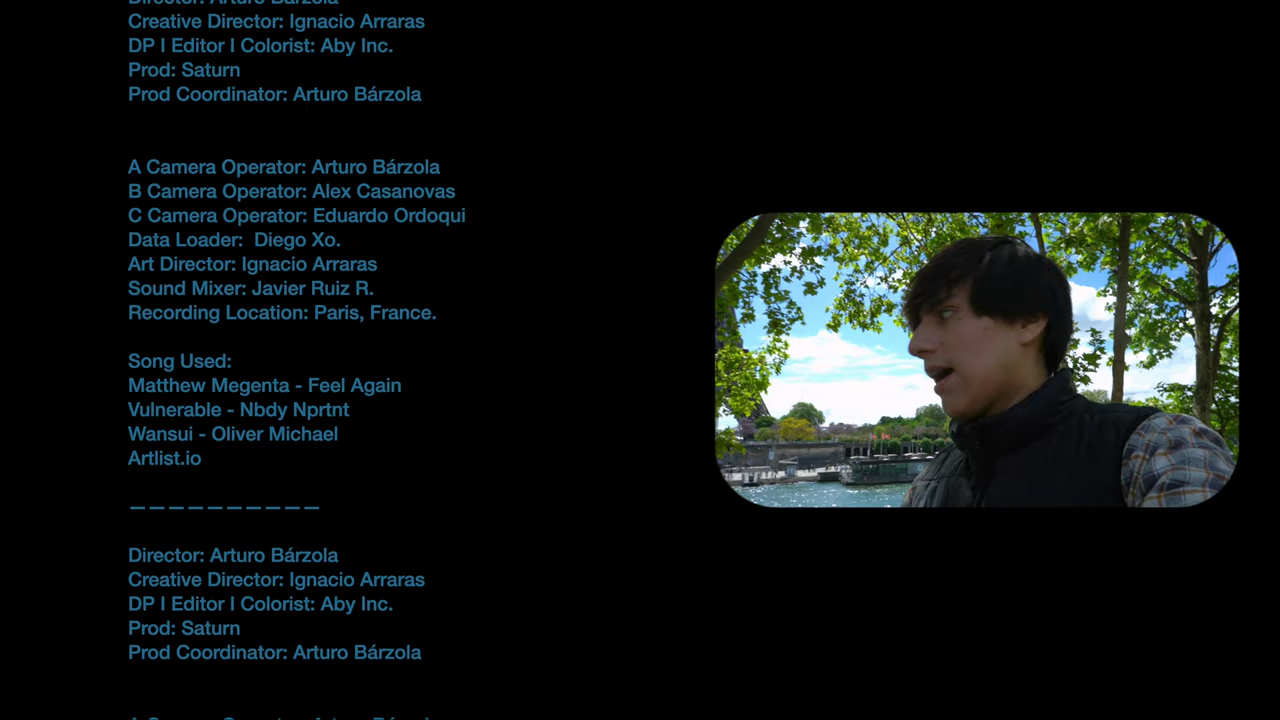 Director: Arturo Bárzola
Creative Director: Ignacio Arraras
DP I Editor I Colorist: Aby Inc.
Prod: Saturn
Prod Coordinator: Arturo Bárzola
A Camera Operator: Arturo Bárzola
B Camera Operator: Alex Casanovas
C Camera Operator: Eduardo Ordoqui
Data Loader:  Diego Xo.
Art Director: Ignacio Arraras
Sound Mixer: Javier Ruiz R.
Recording Location: Paris, France.
Song Used:
Matthew Megenta - Feel Again
Vulnerable - Nbdy Nprtnt
Wansui - Oliver Michael
Artlist.io
——————————
Director: Arturo Bárzola
Creative Director: Ignacio Arraras
DP I Editor I Colorist: Aby Inc.
Prod: Saturn
Prod Coordinator: Arturo Bárzola